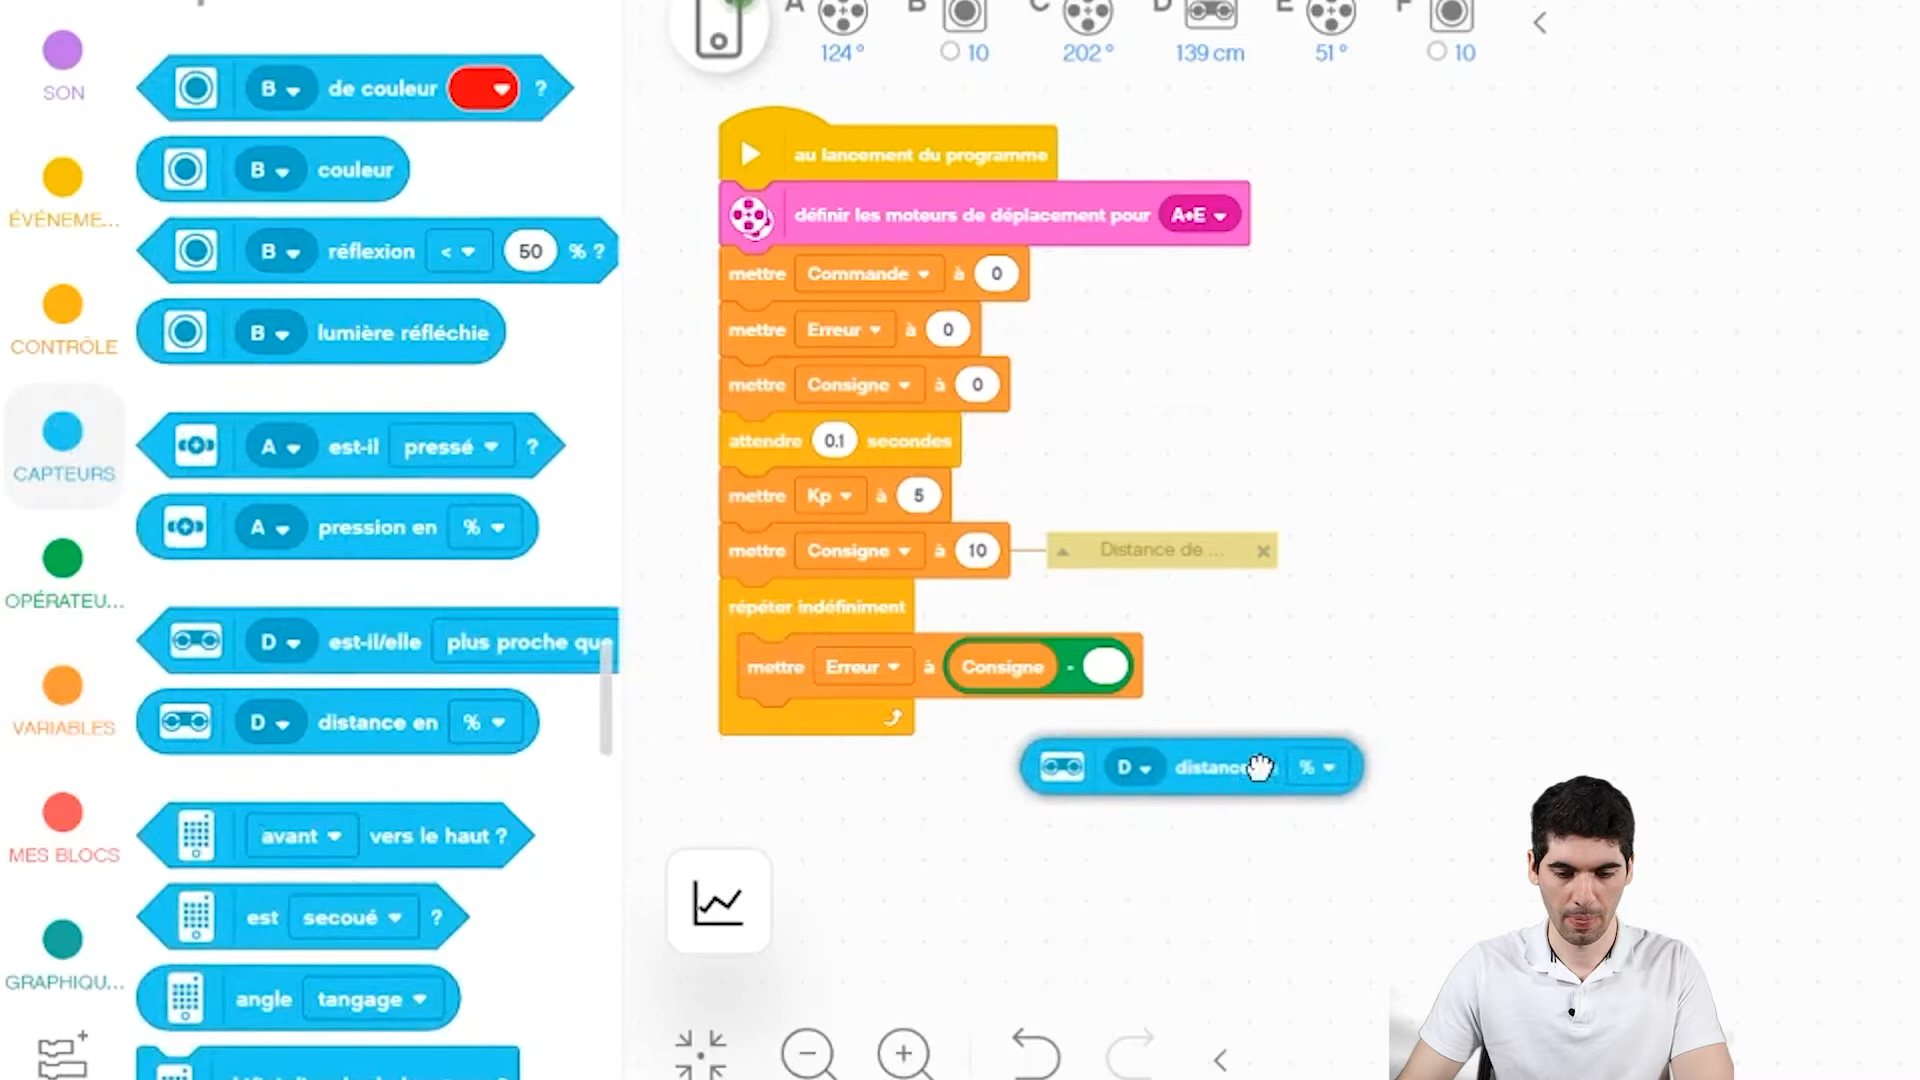 A B C D E F
124° 10 202° 139 cm 51° 10
SON
ÉVÉNEME...
CONTRÔLE
CAPTEURS
OPÉRATEU...
VARIABLES
MES BLOCS
GRAPHIQU...
B de couleur ?
B couleur
B réflexion < 50 % ?
B lumière réfléchie
A est-il pressé ?
A pression en %
D est-il/elle plus proche que
D distance en %
avant vers le haut ?
est secoué ?
angle tangage
au lancement du programme
définir les moteurs de déplacement pour A+E
mettre Commande à 0
mettre Erreur à 0
mettre Consigne à 0
attendre 0.1 secondes
mettre Kp à 5
mettre Consigne à 10
Distance de ...
répéter indéfiniment
mettre Erreur à Consigne -
D distance %